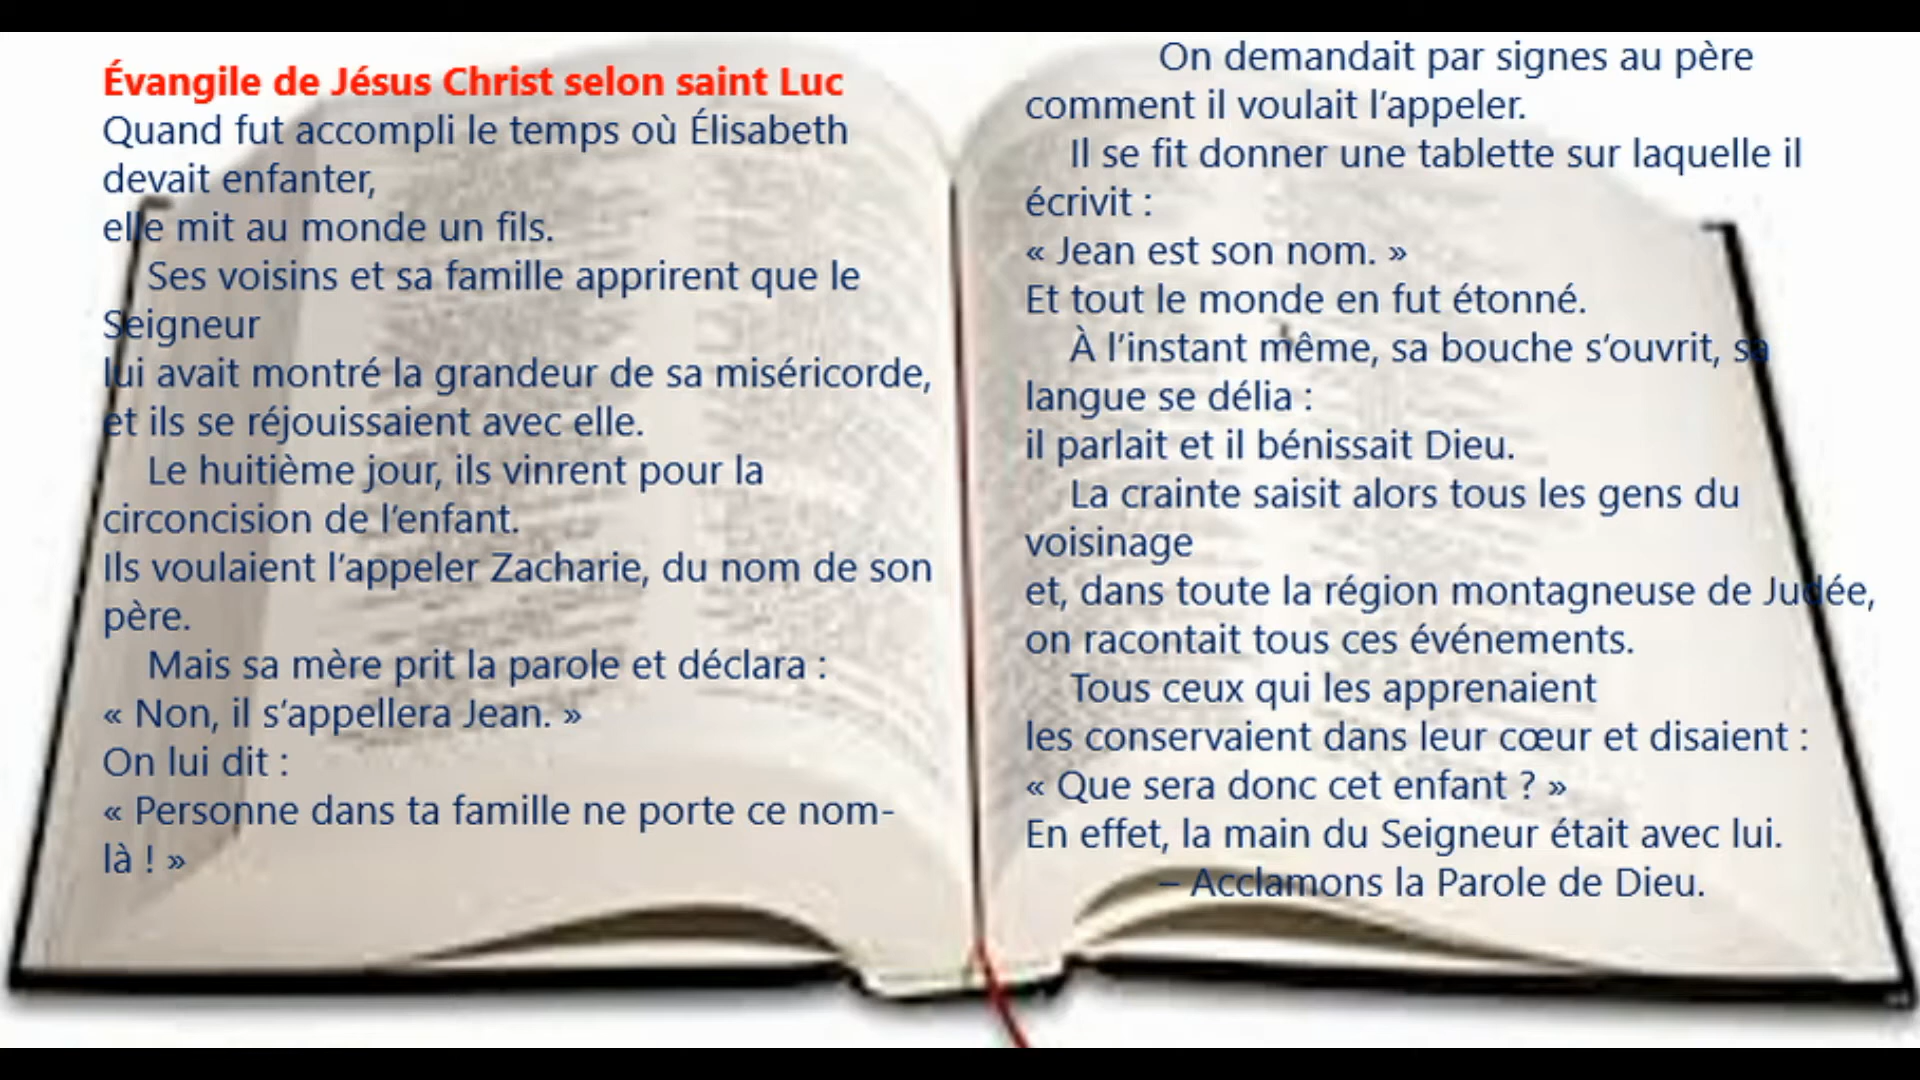 Évangile de Jésus Christ selon saint Luc
Quand fut accompli le temps où Élisabeth
devait enfanter,
elle mit au monde un fils.
Ses voisins et sa famille apprirent que le
Seigneur
lui avait montré la grandeur de sa miséricorde,
et ils se réjouissaient avec elle.
Le huitième jour, ils vinrent pour la
circoncision de l’enfant.
Ils voulaient l’appeler Zacharie, du nom de son
père.
Mais sa mère prit la parole et déclara :
« Non, il s’appellera Jean. »
On lui dit :
« Personne dans ta famille ne porte ce nom-
là ! »
On demandait par signes au père
comment il voulait l’appeler.
Il se fit donner une tablette sur laquelle il
écrivit :
« Jean est son nom. »
Et tout le monde en fut étonné.
À l’instant même, sa bouche s’ouvrit, sa
langue se délia :
il parlait et il bénissait Dieu.
La crainte saisit alors tous les gens du
voisinage
et, dans toute la région montagneuse de Judée,
on racontait tous ces événements.
Tous ceux qui les apprenaient
les conservaient dans leur cœur et disaient :
« Que sera donc cet enfant ? »
En effet, la main du Seigneur était avec lui.
– Acclamons la Parole de Dieu.